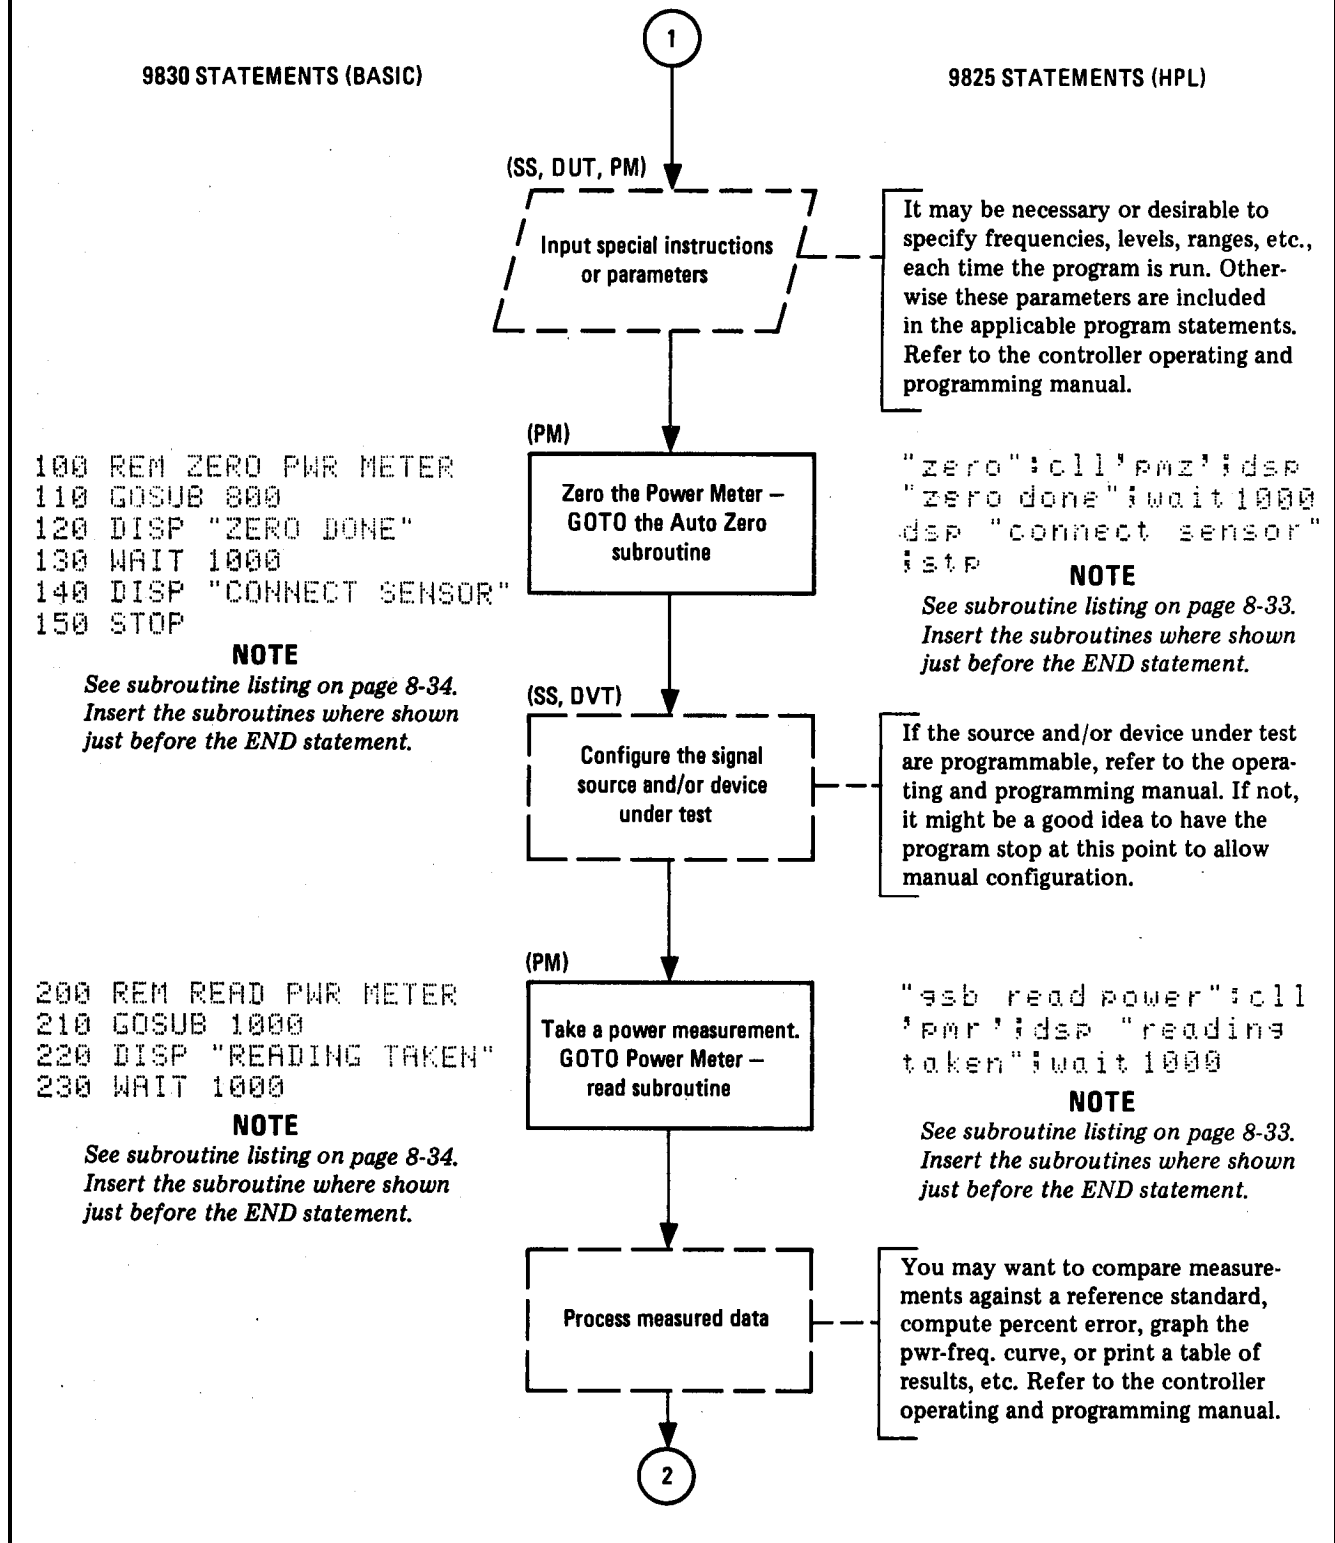 1
9830 STATEMENTS (BASIC)
9825 STATEMENTS (HPL)
(SS, DUT, PM)
Input special instructions
or parameters
It may be necessary or desirable to
specify frequencies, levels, ranges, etc.,
each time the program is run. Other-
wise these parameters are included
in the applicable program statements.
Refer to the controller operating and
programming manual.
100 REM ZERO PWR METER
110 GOSUB 800
120 DISP "ZERO DONE"
130 WAIT 1000
140 DISP "CONNECT SENSOR"
150 STOP
NOTE
See subroutine listing on page 8-34.
Insert the subroutines where shown
just before the END statement.
(PM)
Zero the Power Meter —
GOTO the Auto Zero
subroutine
"zero":cll'pmz';dsp
"zero done";wait 1000
dsp "connect sensor"
;stp
NOTE
See subroutine listing on page 8-33.
Insert the subroutines where shown
just before the END statement.
(SS, DVT)
Configure the signal
source and/or device
under test
If the source and/or device under test
are programmable, refer to the opera-
ting and programming manual. If not,
it might be a good idea to have the
program stop at this point to allow
manual configuration.
200 REM READ PWR METER
210 GOSUB 1000
220 DISP "READING TAKEN"
230 WAIT 1000
NOTE
See subroutine listing on page 8-34.
Insert the subroutine where shown
just before the END statement.
(PM)
Take a power measurement.
GOTO Power Meter —
read subroutine
"gsb read power":cll
'pmr';dsp "reading
taken";wait 1000
NOTE
See subroutine listing on page 8-33.
Insert the subroutines where shown
just before the END statement.
Process measured data
You may want to compare measure-
ments against a reference standard,
compute percent error, graph the
pwr-freq. curve, or print a table of
results, etc. Refer to the controller
operating and programming manual.
2